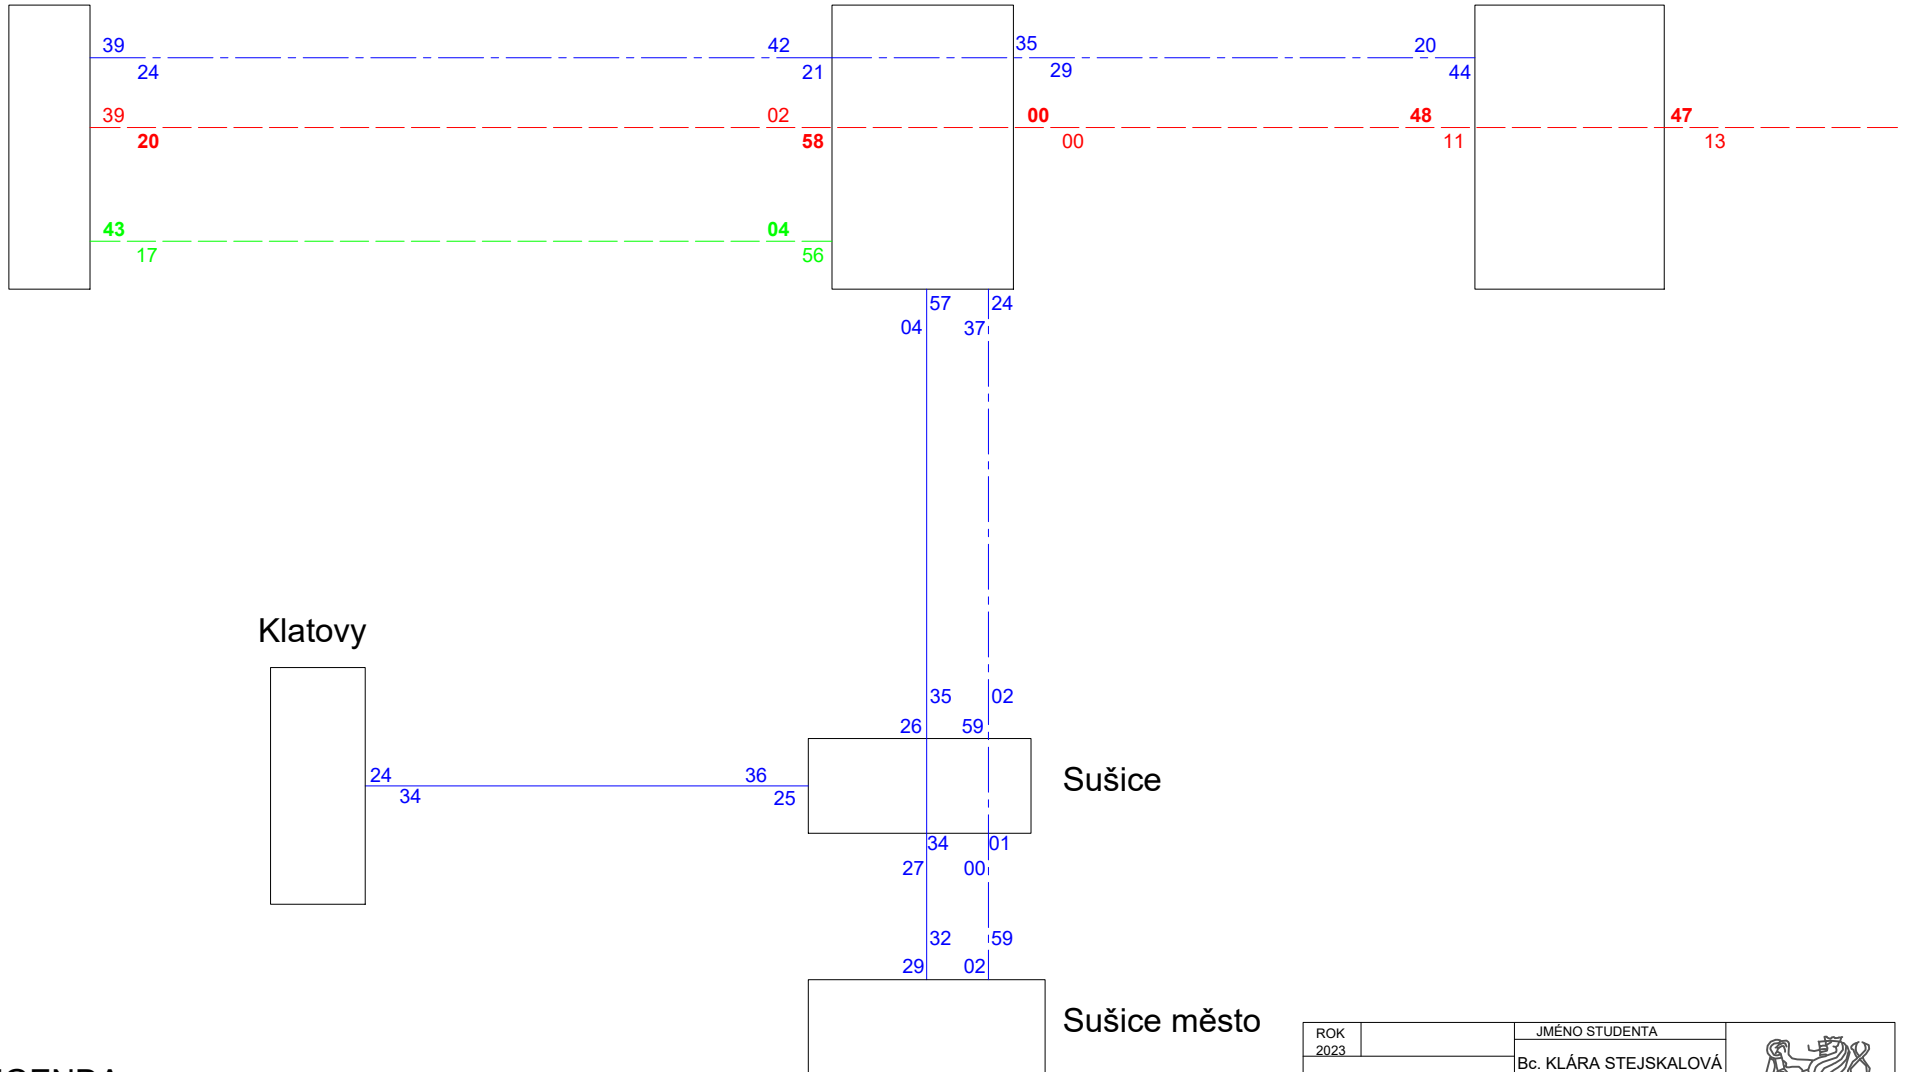 39 42 35 20
24 21 29 44
39 02 00 48 47
20 58 00 11 13
43 04
17 56
57 24
04 37
Klatovy
35 02
26 59
24 36
34 25
Sušice
34 01
27 00
32 59
29 02
Sušice město
ROK
2023
JMÉNO STUDENTA
Bc. KLÁRA STEJSKALOVÁ